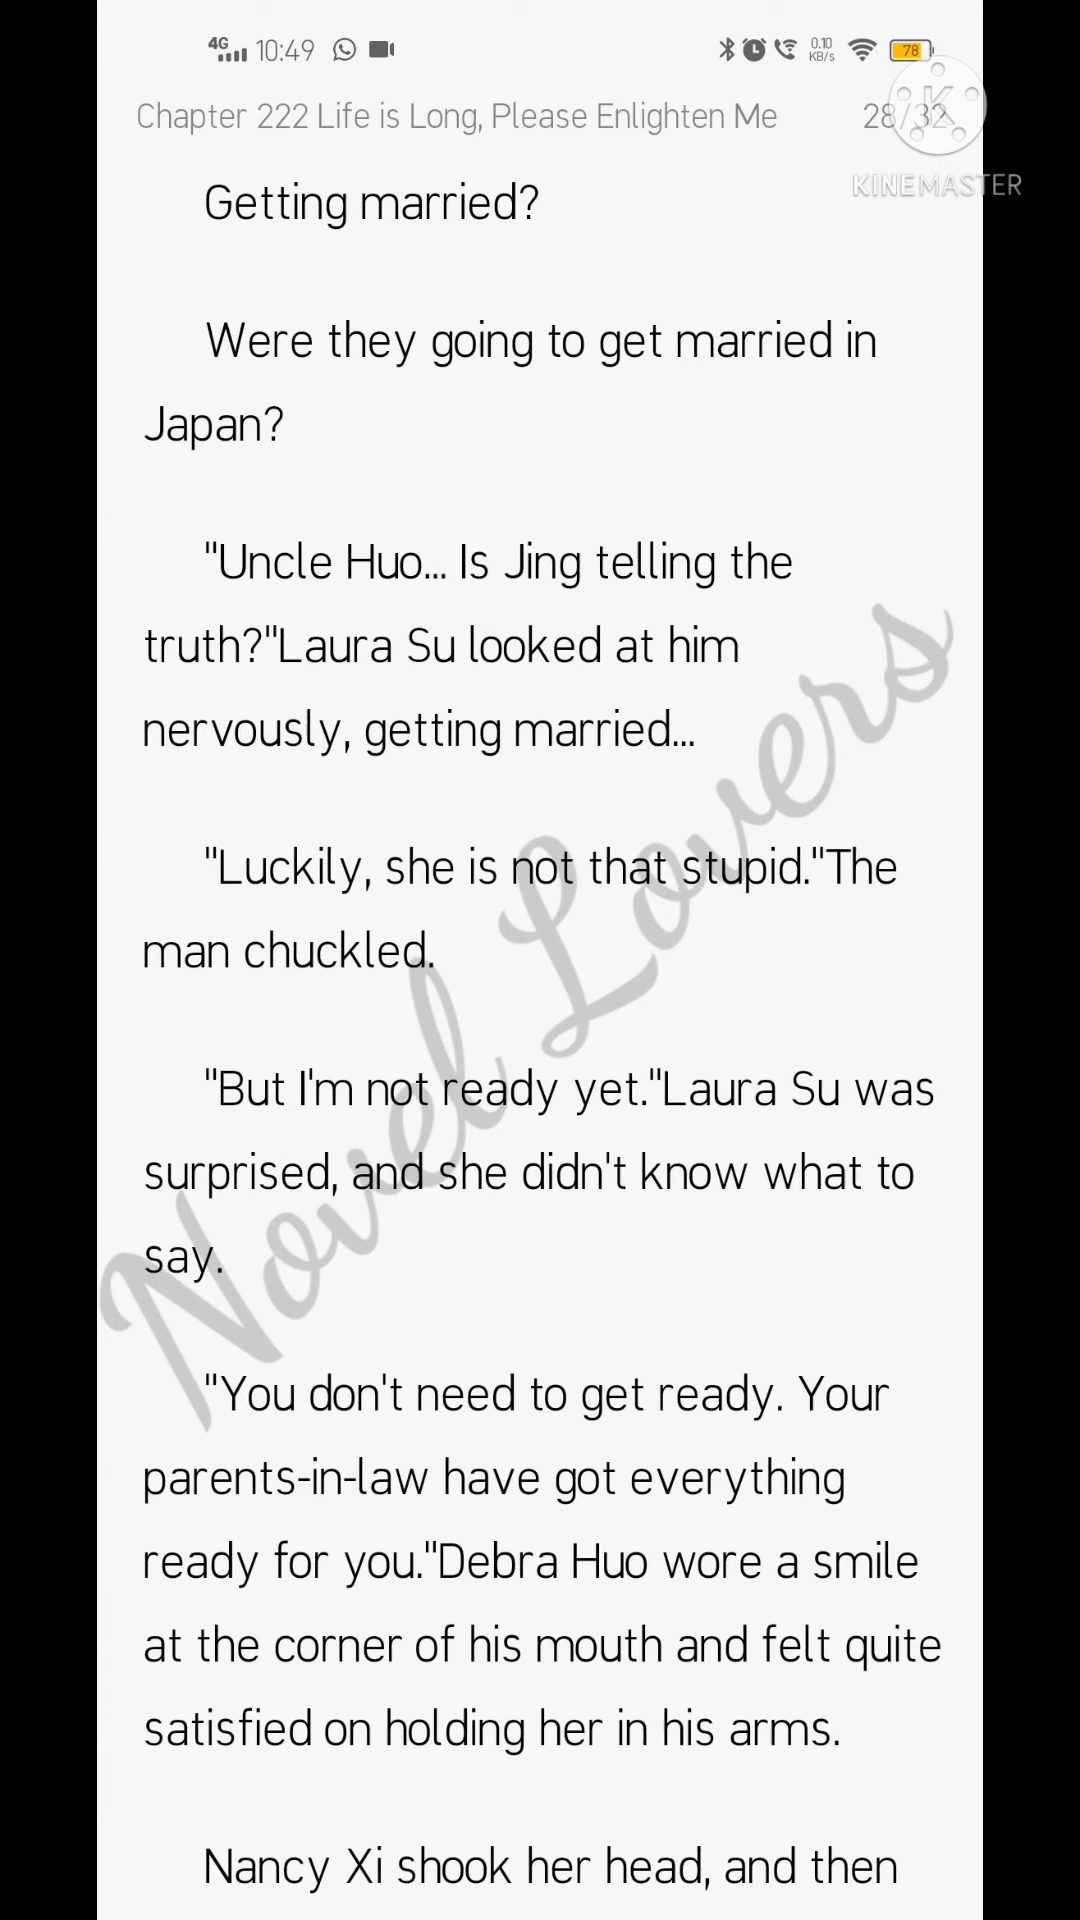 4G 10:49 0.10 KB/s 78
Chapter 222 Life is Long, Please Enlighten Me 28/32
K
KINEMASTER
Getting married?
Were they going to get married in
Japan?
"Uncle Huo... Is Jing telling the
truth?"Laura Su looked at him
nervously, getting married...
"Luckily, she is not that stupid."The
man chuckled.
"But I'm not ready yet."Laura Su was
surprised, and she didn't know what to
say.
"You don't need to get ready. Your
parents-in-law have got everything
ready for you."Debra Huo wore a smile
at the corner of his mouth and felt quite
satisfied on holding her in his arms.
Nancy Xi shook her head, and then
Novel Lovers